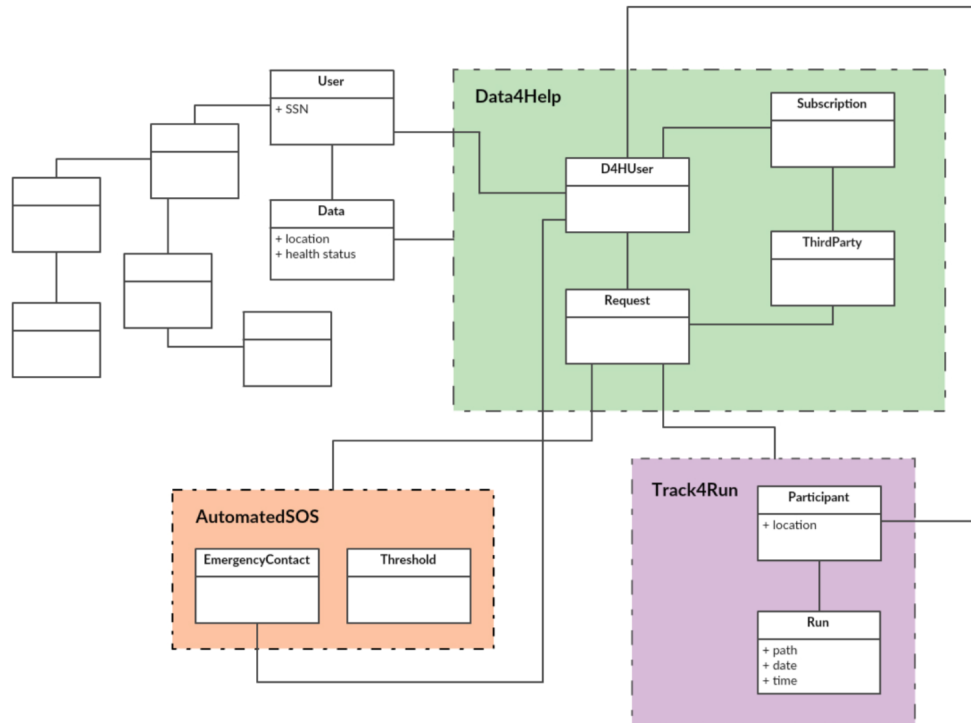 User
+ SSN
Data
+ location
+ health status
Data4Help
Subscription
D4HUser
ThirdParty
Request
AutomatedSOS
EmergencyContact
Threshold
Track4Run
Participant
+ location
Run
+ path
+ date
+ time